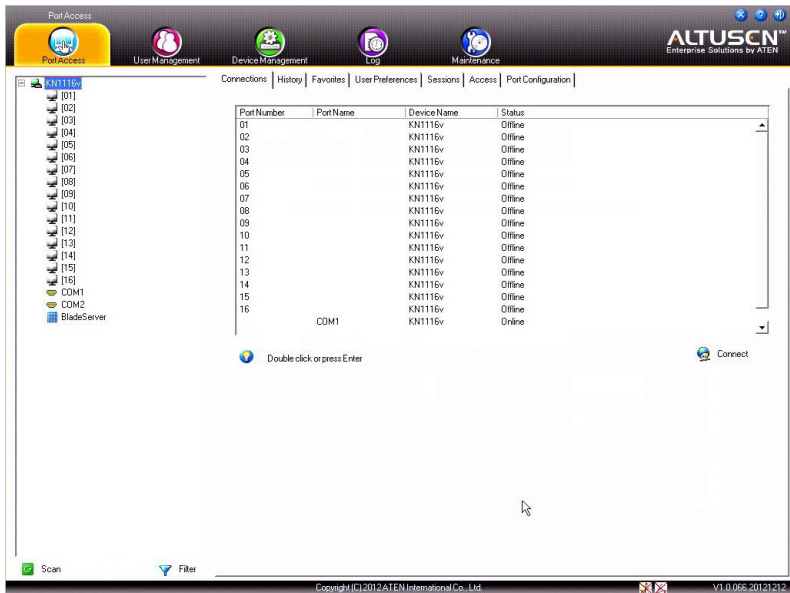 PortAccess
ALTUSCN™
Enterprise Solutions by ATEN
PortAccess
User Management
Device Management
Log
Maintenance
Connections History Favorites User Preferences Sessions Access Port Configuration
KN1116v
[01]
[02]
[03]
[04]
[05]
[06]
[07]
[08]
[09]
[10]
[11]
[12]
[13]
[14]
[15]
[16]
COM1
COM2
BladeServer
Port Number Port Name Device Name Status
01 KN1116v Offline
02 KN1116v Offline
03 KN1116v Offline
04 KN1116v Offline
05 KN1116v Offline
06 KN1116v Offline
07 KN1116v Offline
08 KN1116v Offline
09 KN1116v Offline
10 KN1116v Offline
11 KN1116v Offline
12 KN1116v Offline
13 KN1116v Offline
14 KN1116v Offline
15 KN1116v Offline
16 KN1116v Offline
COM1 KN1116v Online
Double click or press Enter
Connect
Scan
Filter
Copyright (C) 2012 ATEN International Co., Ltd.
V1.0.066.20121212